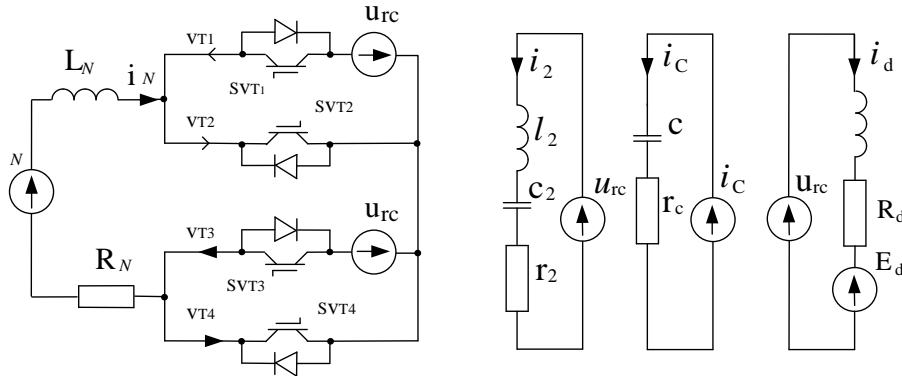 u_rc
VT1
L_N
i_N
SVT1
SVT2
VT2
N
u_rc
VT3
R_N
SVT3
SVT4
VT4
i_2
l_2
c_2
u_rc
r_2
i_C
c
r_c
i_C
i_d
u_rc
R_d
E_d